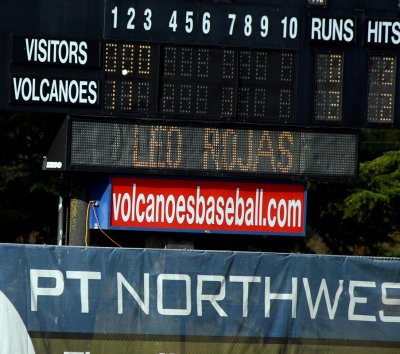 1 2 3 4 5 6 7 8 9 10 RUNS HITS
VISITORS
VOLCANOES
LEO ROJAS
volcanoesbaseball.com
PT NORTHWES